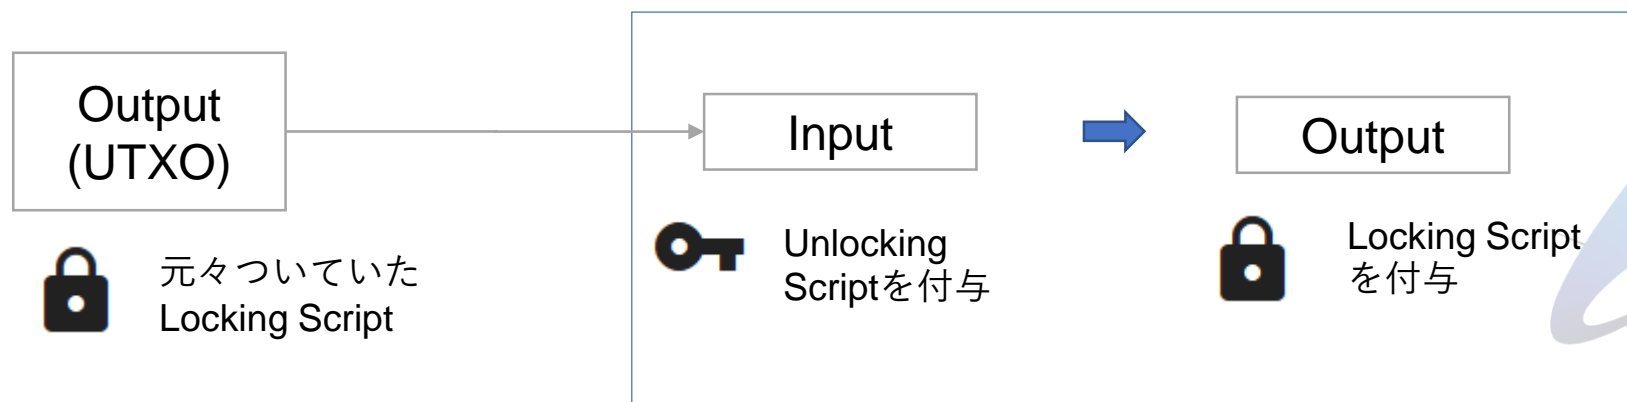 Output
(UTXO)
Input
Output
元々ついていた
Locking Script
Unlocking
Scriptを付与
Locking Script
を付与